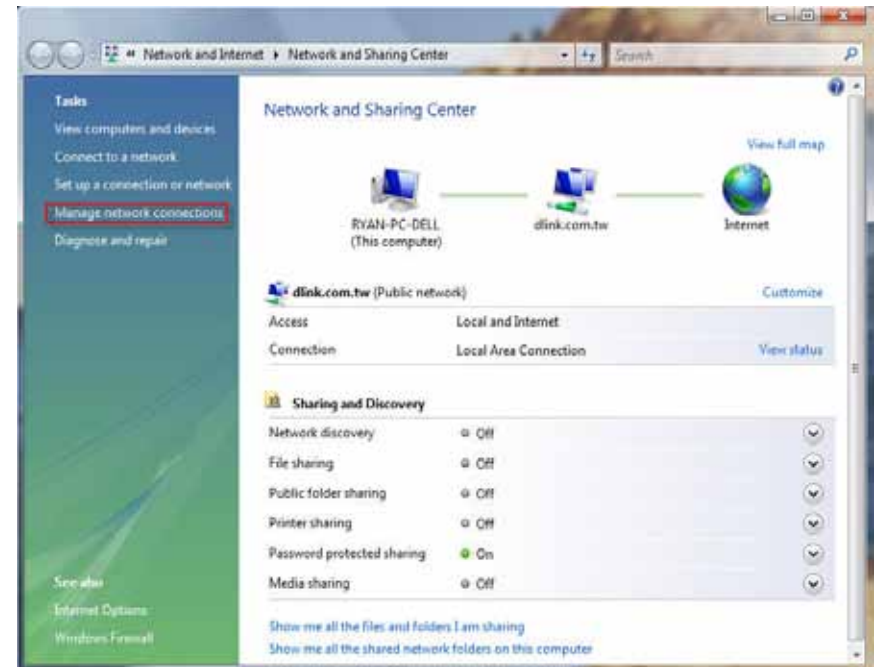 « Network and Internet ▸ Network and Sharing Center
Search
Tasks
View computers and devices
Connect to a network
Set up a connection or network
Manage network connections
Diagnose and repair
See also
Internet Options
Windows Firewall
Network and Sharing Center
View full map
RYAN-PC-DELL
(This computer)
dlink.com.tw
Internet
dlink.com.tw (Public network)
Customize
Access Local and Internet
Connection Local Area Connection
View status
Sharing and Discovery
Network discovery Off
File sharing Off
Public folder sharing Off
Printer sharing Off
Password protected sharing On
Media sharing Off
Show me all the files and folders I am sharing
Show me all the shared network folders on this computer